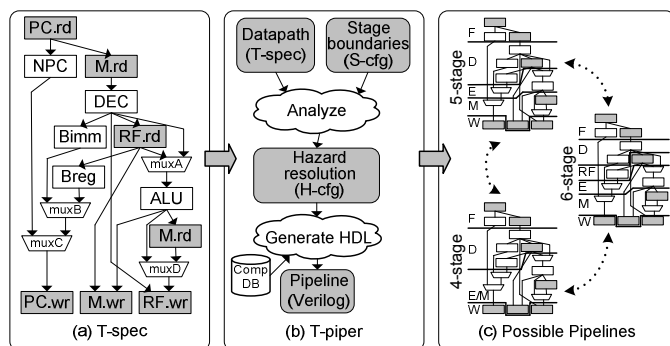 PC.rd
NPC
M.rd
DEC
Bimm
RF.rd
muxA
Breg
muxB
ALU
muxC
M.rd
muxD
PC.wr
M.wr
RF.wr
(a) T-spec
Datapath
(T-spec)
Stage
boundaries
(S-cfg)
Analyze
Hazard
resolution
(H-cfg)
Generate HDL
Comp
DB
Pipeline
(Verilog)
(b) T-piper
5-stage
F
D
E
M
W
6-stage
F
D
RF
E
M
W
4-stage
F
D
E/M
W
(c) Possible Pipelines